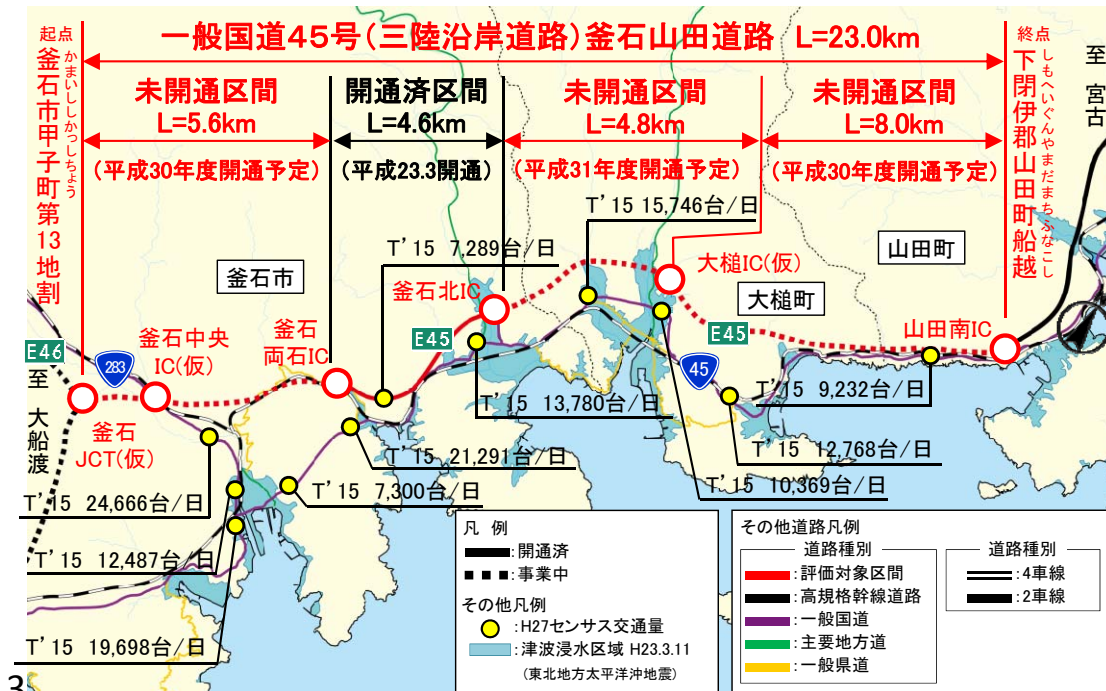 一般国道45号(三陸沿岸道路)釜石山田道路 L=23.0km
起点
釜石市甲子町第13地割
かまいししかっしちょう
終点
下閉伊郡山田町船越
しもへいぐんやまだまちふなこし
至 宮古
未開通区間
L=5.6km
(平成30年度開通予定)
開通済区間
L=4.6km
(平成23.3開通)
未開通区間
L=4.8km
(平成31年度開通予定)
未開通区間
L=8.0km
(平成30年度開通予定)
T'15 15,746台/日
T'15 7,289台/日
釜石市
釜石北IC
大槌IC(仮)
大槌町
山田町
山田南IC
E46
283
釜石中央
IC(仮)
釜石
両石IC
E45
E45
45
至 大船渡
釜石
JCT(仮)
T'15 13,780台/日
T'15 9,232台/日
T'15 21,291台/日
T'15 12,768台/日
T'15 24,666台/日
T'15 7,300台/日
T'15 10,369台/日
T'15 12,487台/日
T'15 19,698台/日
凡 例
:開通済
:事業中
その他凡例
:H27センサス交通量
:津波浸水区域 H23.3.11
(東北地方太平洋沖地震)
その他道路凡例
道路種別
:評価対象区間
:高規格幹線道路
:一般国道
:主要地方道
:一般県道
道路種別
:4車線
:2車線
3